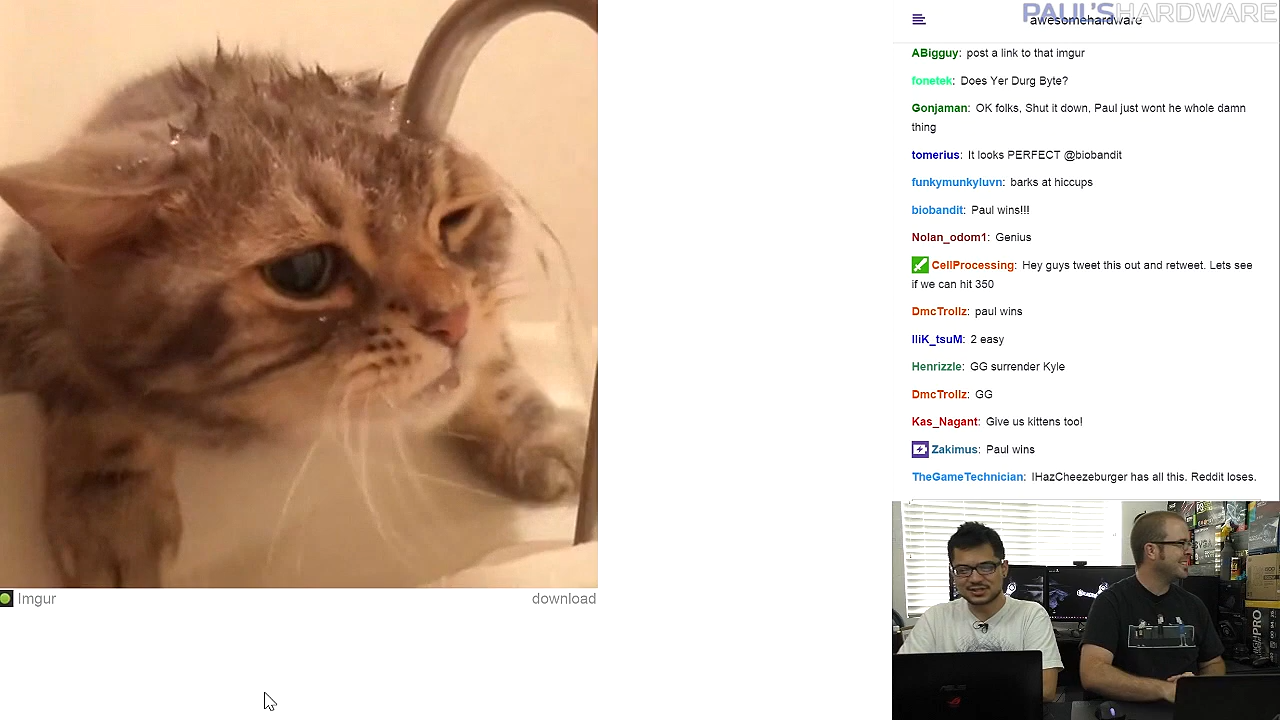 PAUL'SHARDWARE
awesomehardware
ABigguy: post a link to that imgur
fonetek: Does Yer Durg Byte?
Gonjaman: OK folks, Shut it down, Paul just wont he whole damn
thing
tomerius: It looks PERFECT @biobandit
funkymunkyluvn: barks at hiccups
biobandit: Paul wins!!!
Nolan_odom1: Genius
CellProcessing: Hey guys tweet this out and retweet. Lets see
if we can hit 350
DmcTrollz: paul wins
IliK_tsuM: 2 easy
Henrizzle: GG surrender Kyle
DmcTrollz: GG
Kas_Nagant: Give us kittens too!
Zakimus: Paul wins
TheGameTechnician: IHazCheezeburger has all this. Reddit loses.
Imgur
download
ASUS